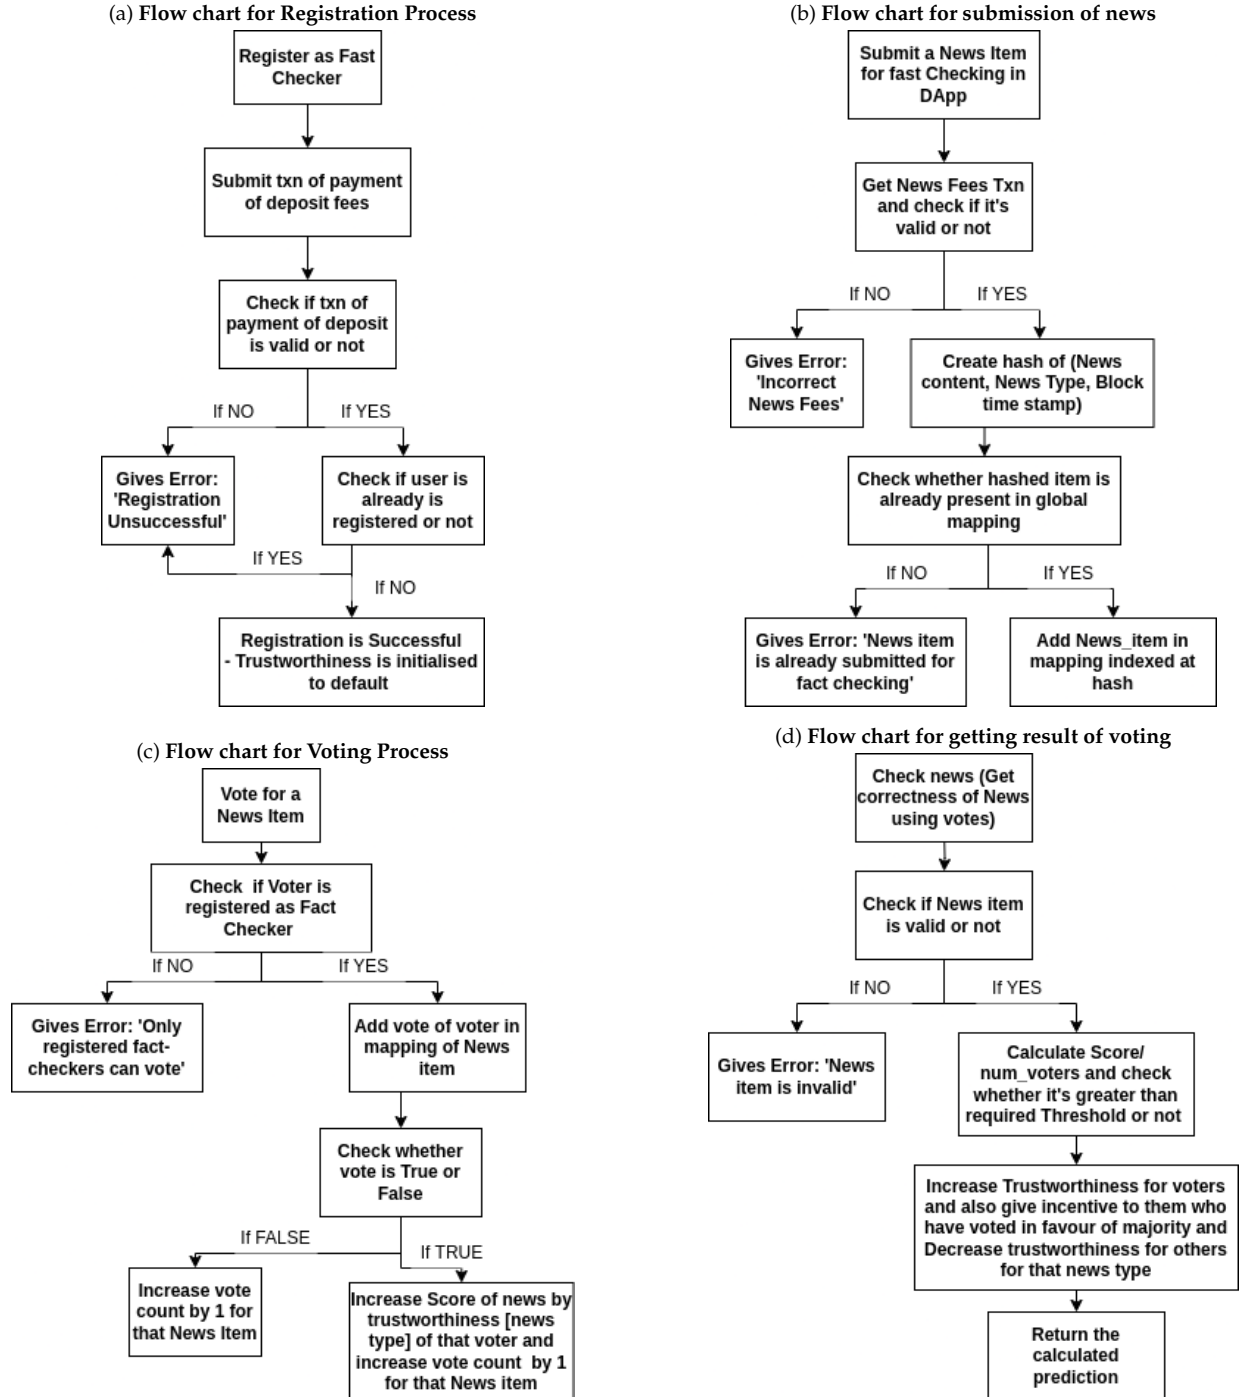 (a) Flow chart for Registration Process
Register as Fast
Checker
Submit txn of payment
of deposit fees
Check if txn of
payment of deposit
is valid or not
If NO
If YES
Gives Error:
'Registration
Unsuccessful'
Check if user is
already is
registered or not
If YES
If NO
Registration is Successful
- Trustworthiness is initialised
to default
(b) Flow chart for submission of news
Submit a News Item
for fast Checking in
DApp
Get News Fees Txn
and check if it's
valid or not
If NO
If YES
Gives Error:
'Incorrect
News Fees'
Create hash of (News
content, News Type, Block
time stamp)
Check whether hashed item is
already present in global
mapping
If NO
If YES
Gives Error: 'News item
is already submitted for
fact checking'
Add News_item in
mapping indexed at
hash
(c) Flow chart for Voting Process
Vote for a
News Item
Check if Voter is
registered as Fact
Checker
If NO
If YES
Gives Error: 'Only
registered fact-
checkers can vote'
Add vote of voter in
mapping of News
item
Check whether
vote is True or
False
If FALSE
If TRUE
Increase vote
count by 1 for
that News Item
Increase Score of news by
trustworthiness [news
type] of that voter and
increase vote count by 1
for that News item
(d) Flow chart for getting result of voting
Check news (Get
correctness of News
using votes)
Check if News item
is valid or not
If NO
If YES
Gives Error: 'News
item is invalid'
Calculate Score/
num_voters and check
whether it's greater than
required Threshold or not
Increase Trustworthiness for voters
and also give incentive to them who
have voted in favour of majority and
Decrease trustworthiness for others
for that news type
Return the
calculated
prediction